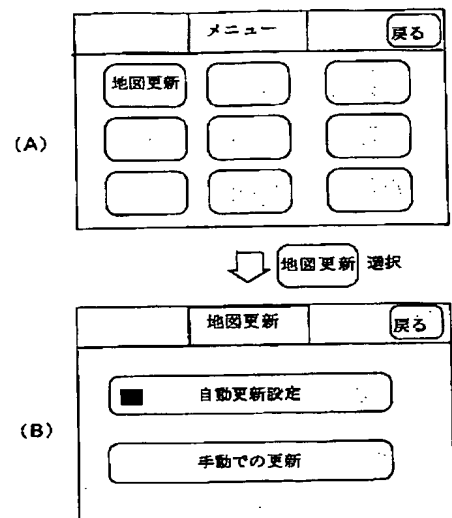 メニュー 戻る
地図更新
(A)
地図更新 選択
地図更新 戻る
自動更新設定
(B)
手動での更新